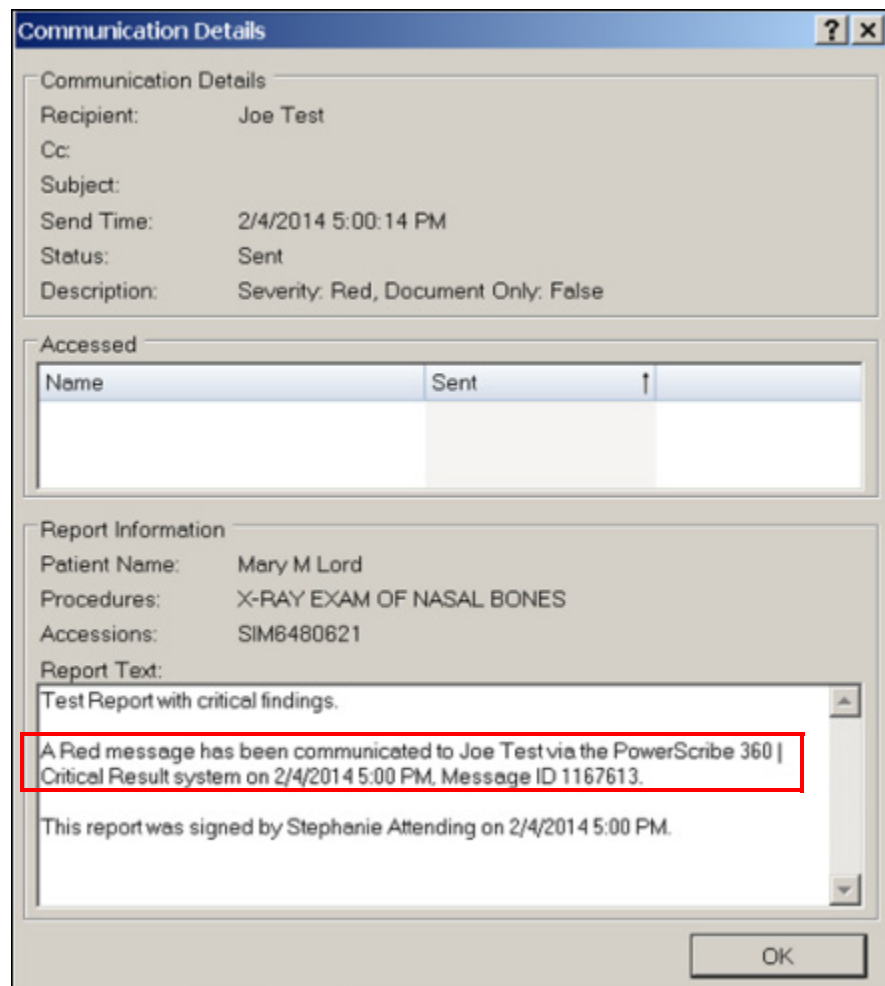 Communication Details
? x
Communication Details
Recipient: Joe Test
Cc:
Subject:
Send Time: 2/4/2014 5:00:14 PM
Status: Sent
Description: Severity: Red, Document Only: False
Accessed
Name Sent ↑
Report Information
Patient Name: Mary M Lord
Procedures: X-RAY EXAM OF NASAL BONES
Accessions: SIM6480621
Report Text:
Test Report with critical findings.
A Red message has been communicated to Joe Test via the PowerScribe 360 |
Critical Result system on 2/4/2014 5:00 PM, Message ID 1167613.
This report was signed by Stephanie Attending on 2/4/2014 5:00 PM.
OK